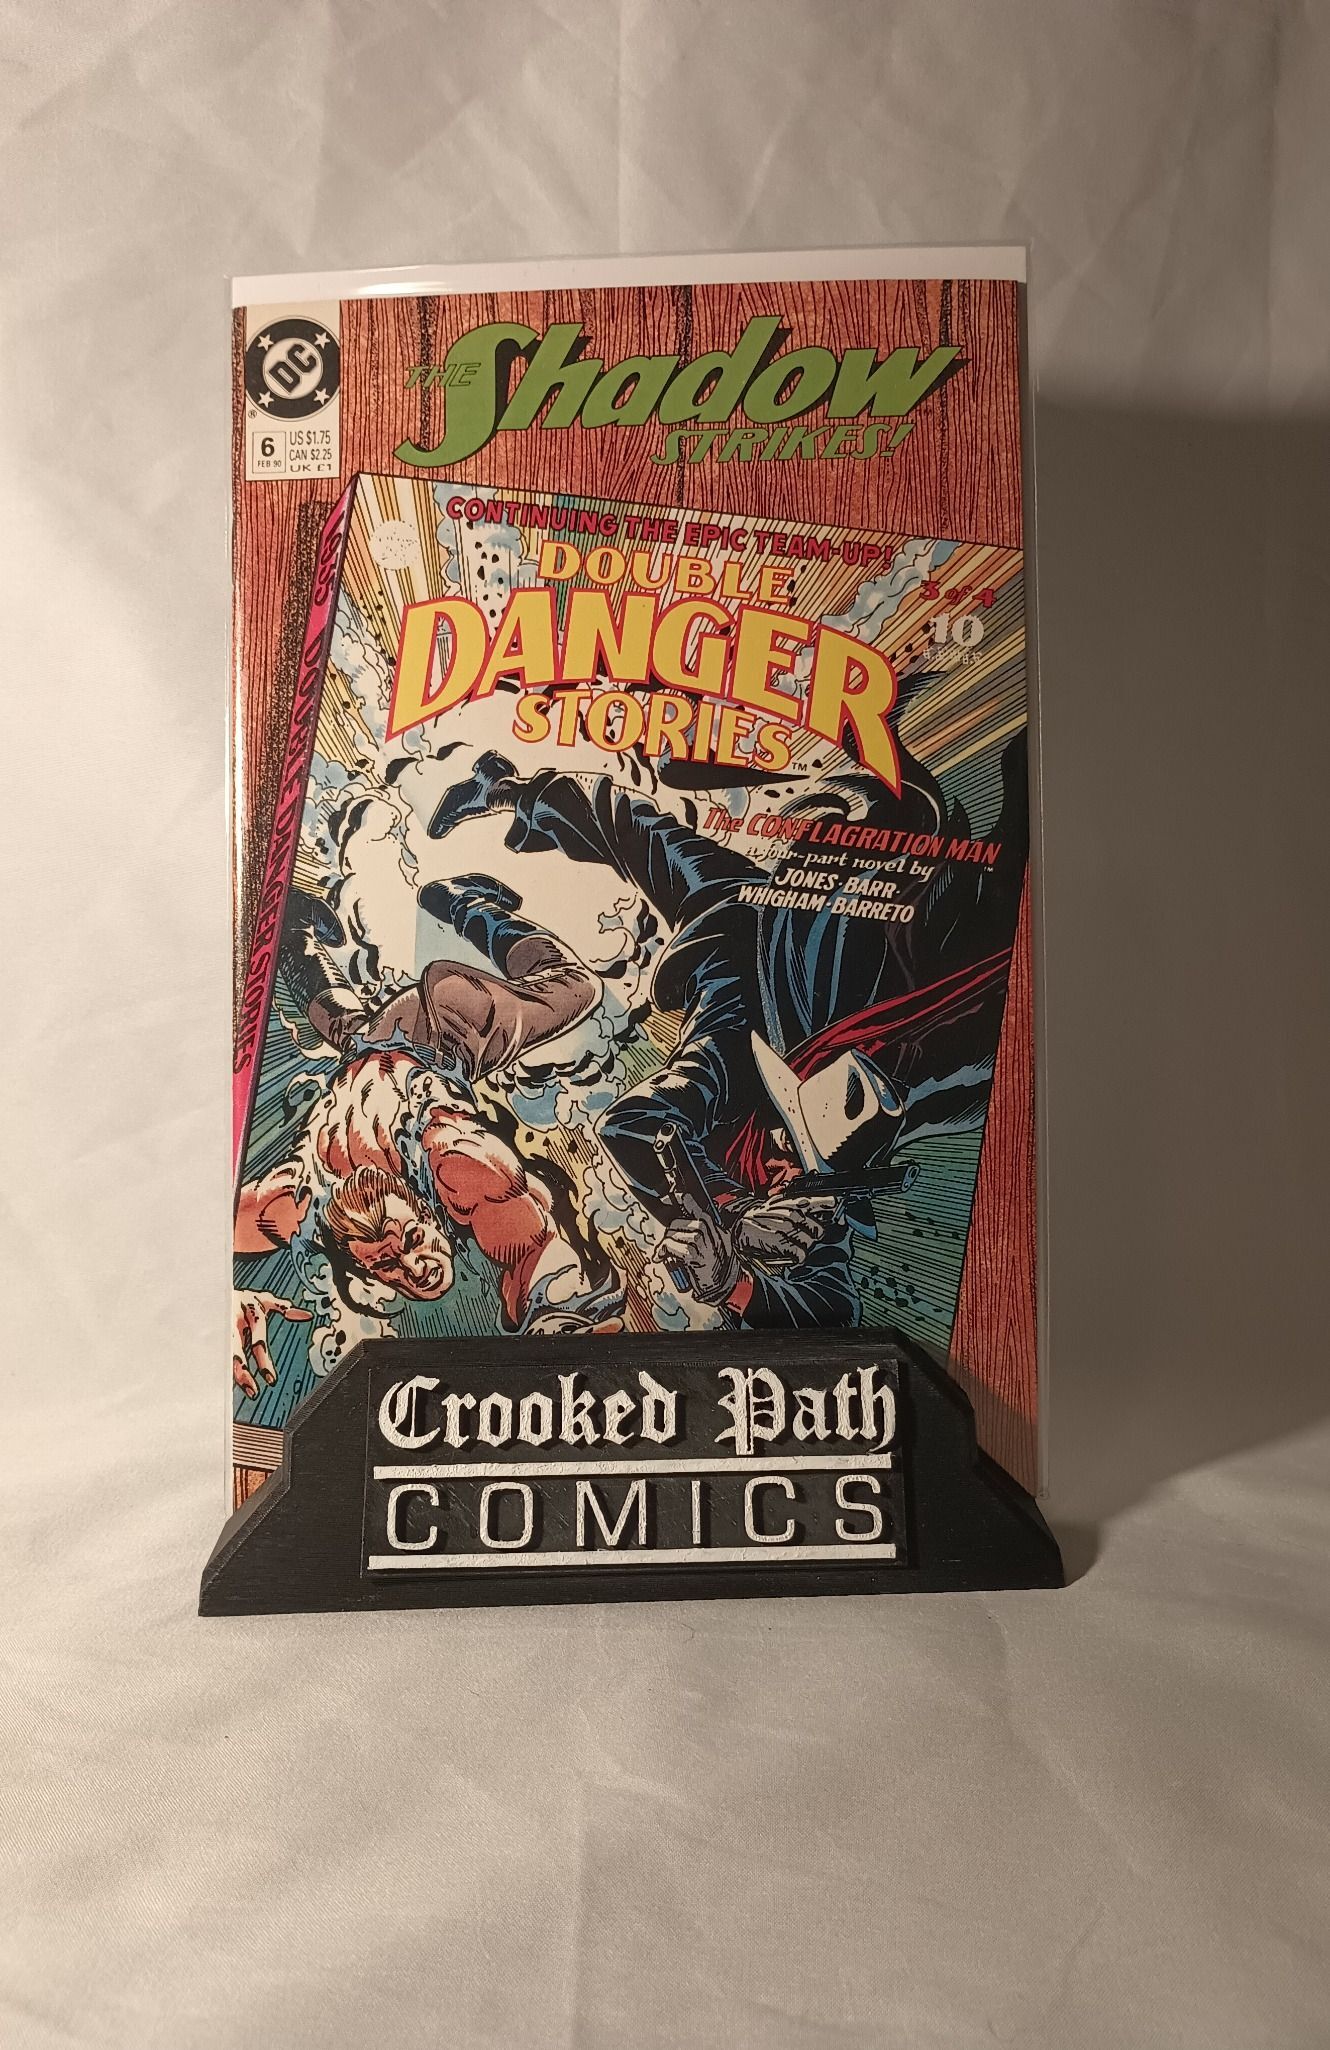 DC
®
6
FEB 90
US $1.75
CAN $2.25
UK £1
THE Shadow
STRIKES!
CONTINUING THE EPIC TEAM-UP!
DOUBLE
DANGER
STORIES™
3 of 4
10
The CONFLAGRATION MAN™
a four-part novel by
JONES·BARR·
WHIGHAM·BARRETO
DOUBLE DANGER STORIES
Crooked Path
COMICS